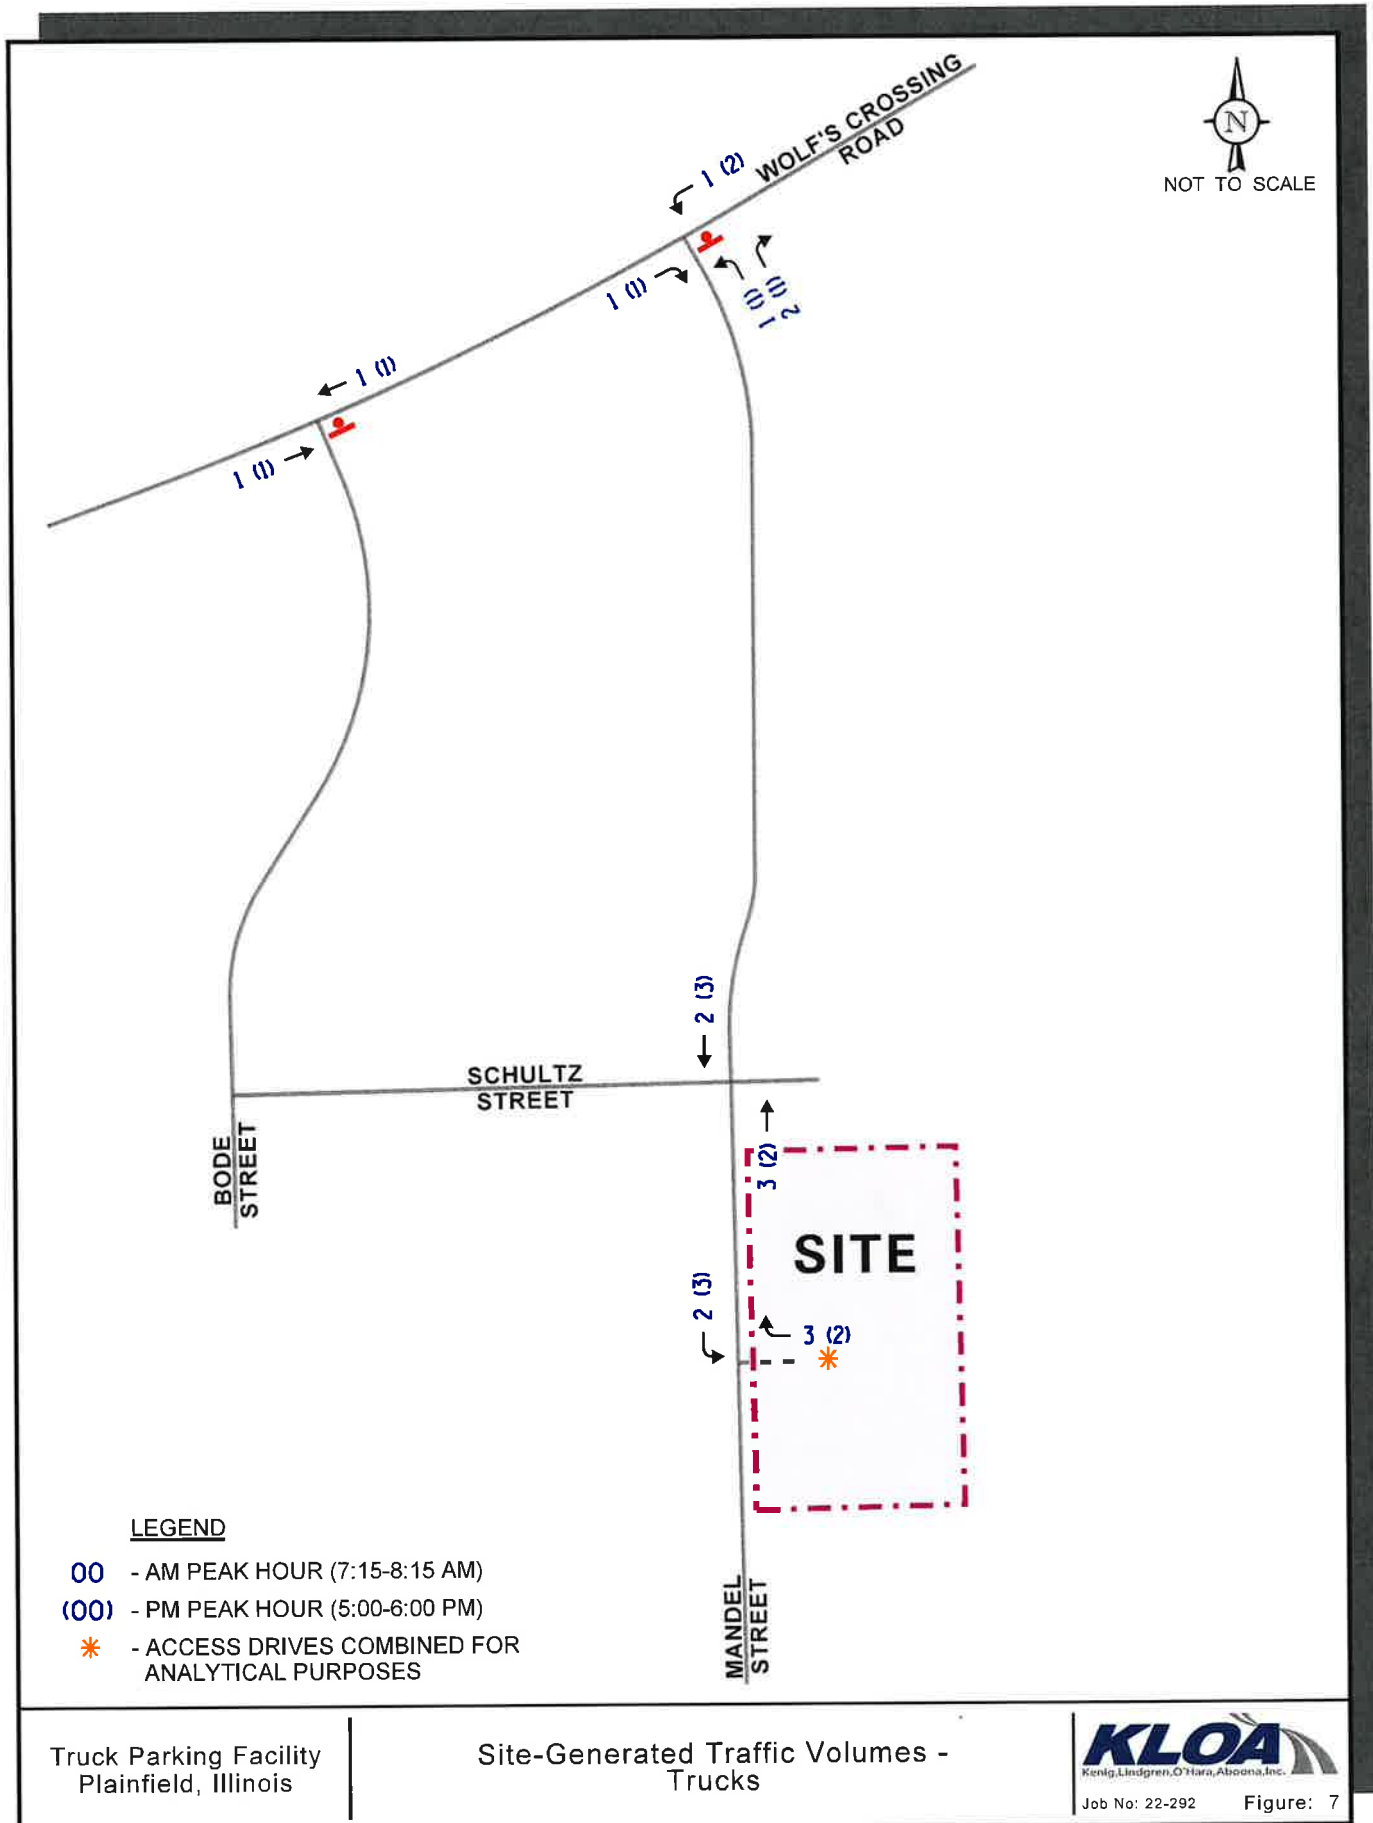 WOLF'S CROSSING
ROAD
N
NOT TO SCALE
1 (2)
1 (1)
1 (1)
2 (1)
1 (1)
1 (1)
2 (3)
SCHULTZ
STREET
BODE
STREET
3 (2)
SITE
2 (3)
3 (2)
MANDEL
STREET
LEGEND
00 - AM PEAK HOUR (7:15-8:15 AM)
(00) - PM PEAK HOUR (5:00-6:00 PM)
- ACCESS DRIVES COMBINED FOR
ANALYTICAL PURPOSES
Truck Parking Facility
Plainfield, Illinois
Site-Generated Traffic Volumes -
Trucks
KLOA
Kenig,Lindgren,O'Hara,Aboona,Inc.
Job No: 22-292
Figure: 7